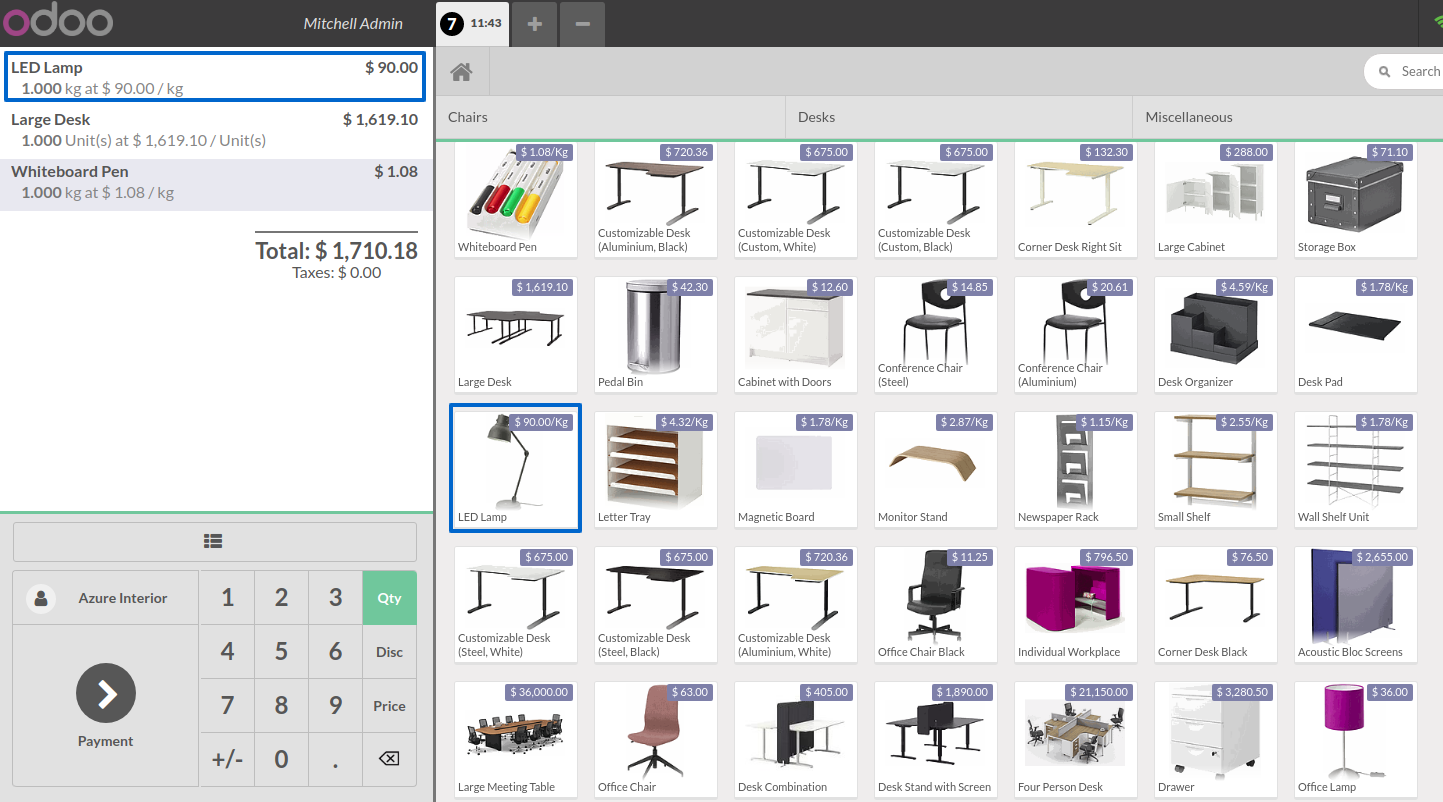 odoo
Mitchell Admin
7 11:43
LED Lamp $ 90.00
1.000 kg at $ 90.00 / kg
Large Desk $ 1,619.10
1.000 Unit(s) at $ 1,619.10 / Unit(s)
Whiteboard Pen $ 1.08
1.000 kg at $ 1.08 / kg
Total: $ 1,710.18
Taxes: $ 0.00
Azure Interior
Payment
1 2 3 Qty
4 5 6 Disc
7 8 9 Price
+/- 0 .
Search
Chairs Desks Miscellaneous
$ 1.08/Kg
Whiteboard Pen
$ 720.36
Customizable Desk
(Aluminium, Black)
$ 675.00
Customizable Desk
(Custom, White)
$ 675.00
Customizable Desk
(Custom, Black)
$ 132.30
Corner Desk Right Sit
$ 288.00
Large Cabinet
$ 71.10
Storage Box
$ 1,619.10
Large Desk
$ 42.30
Pedal Bin
$ 12.60
Cabinet with Doors
$ 14.85
Conference Chair
(Steel)
$ 20.61
Conference Chair
(Aluminium)
$ 4.59/Kg
Desk Organizer
$ 1.78/Kg
Desk Pad
$ 90.00/Kg
LED Lamp
$ 4.32/Kg
Letter Tray
$ 1.78/Kg
Magnetic Board
$ 2.87/Kg
Monitor Stand
$ 1.15/Kg
Newspaper Rack
$ 2.55/Kg
Small Shelf
$ 1.78/Kg
Wall Shelf Unit
$ 675.00
Customizable Desk
(Steel, White)
$ 675.00
Customizable Desk
(Steel, Black)
$ 720.36
Customizable Desk
(Aluminium, White)
$ 11.25
Office Chair Black
$ 796.50
Individual Workplace
$ 76.50
Corner Desk Black
$ 2,655.00
Acoustic Bloc Screens
$ 36,000.00
Large Meeting Table
$ 63.00
Office Chair
$ 405.00
Desk Combination
$ 1,890.00
Desk Stand with Screen
$ 21,150.00
Four Person Desk
$ 3,280.50
Drawer
$ 36.00
Office Lamp